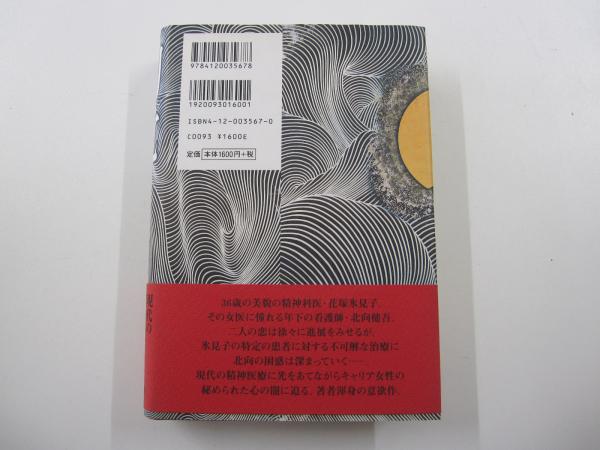 9784120035678
1920093016001
ISBN4-12-003567-0
C0093 ¥1600E
定価 本体1600円+税
36歳の美貌の精神科医・花塚氷見子。
その女医に憧れる年下の看護師・北向健吾。
二人の恋は徐々に進展をみせるが、
氷見子の特定の患者に対する不可解な治療に
北向の困惑は深まっていく……。
現代の精神医療に光をあてながらキャリア女性の
秘められた心の闇に迫る、著者渾身の意欲作。
現代の